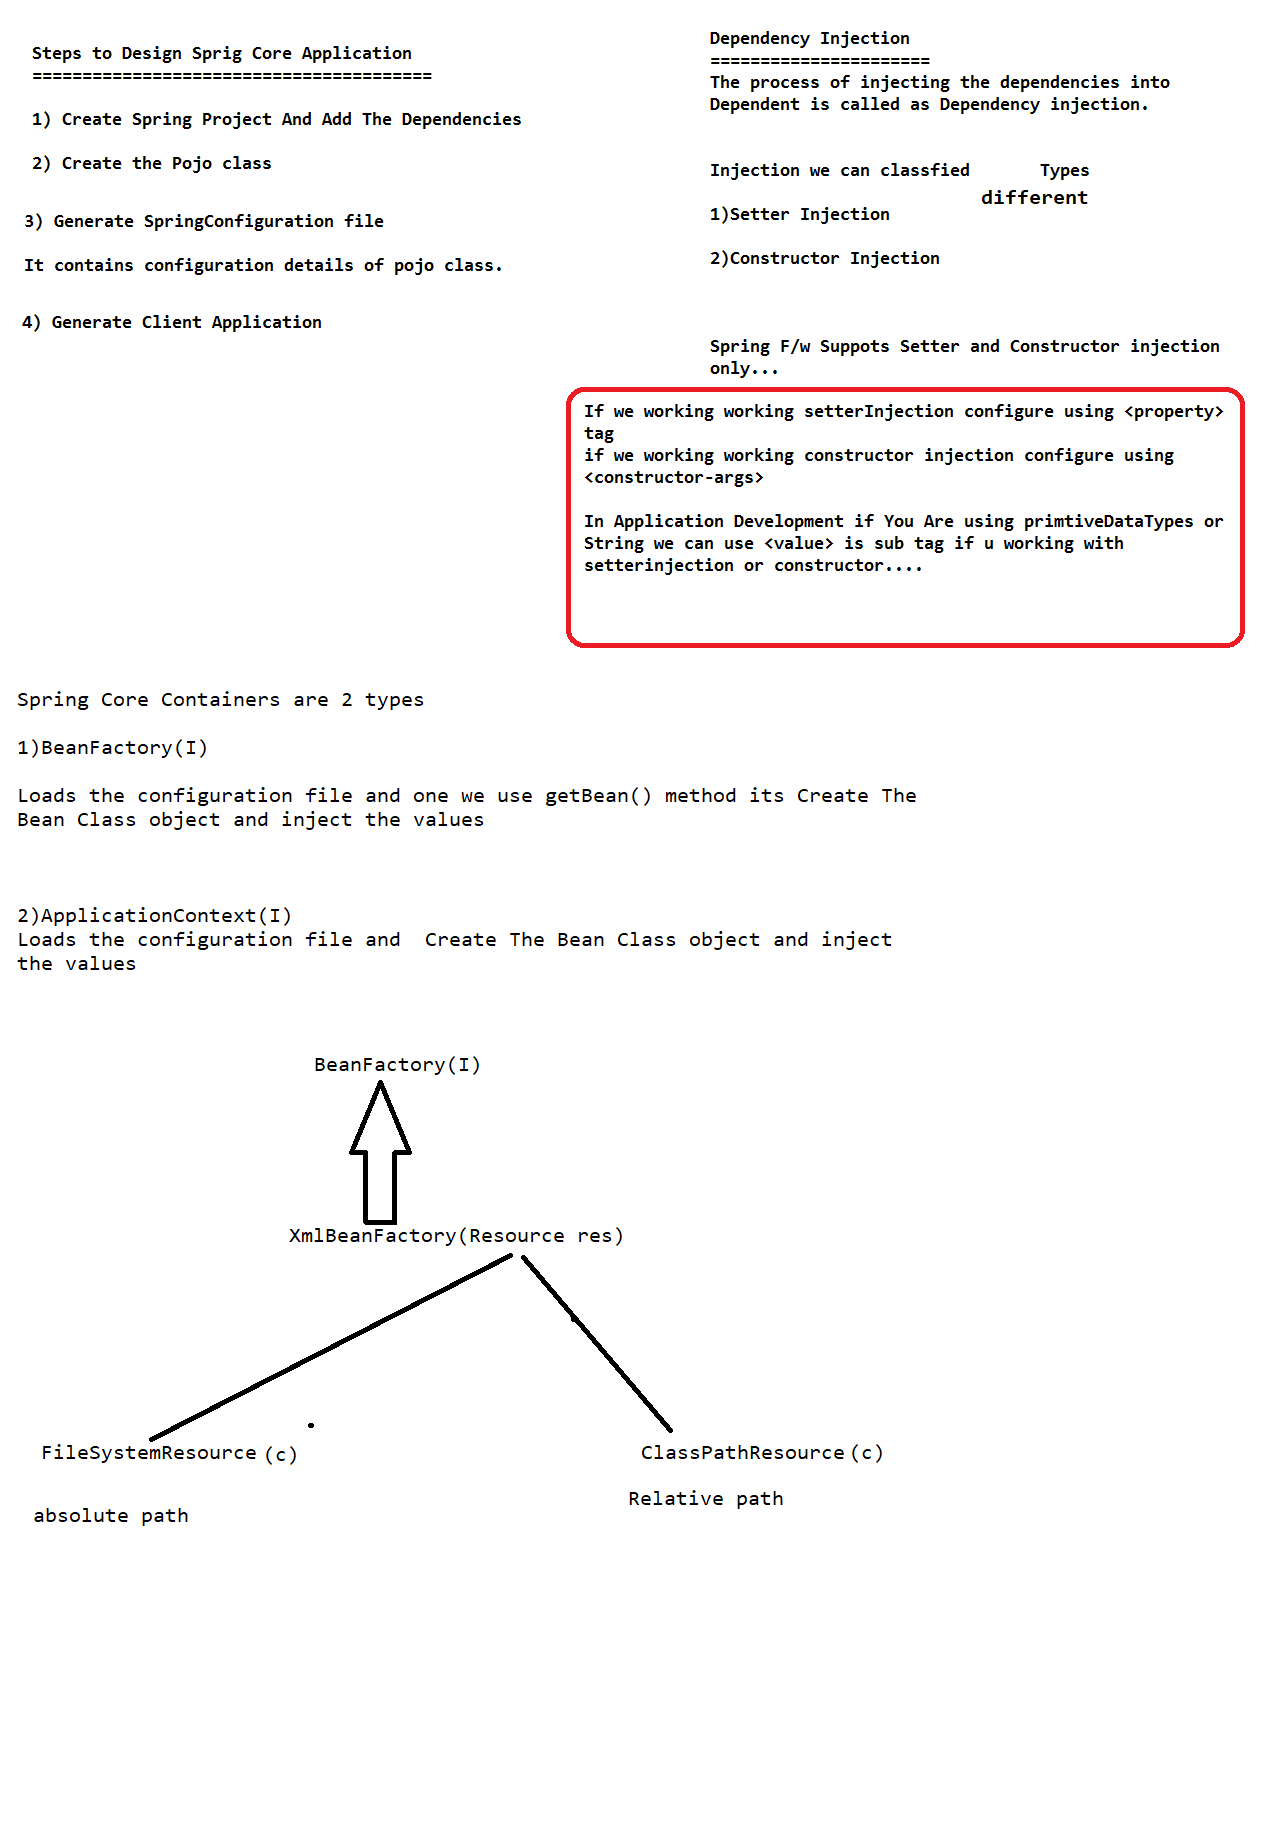 Steps to Design Sprig Core Application
========================================
1) Create Spring Project And Add The Dependencies
2) Create the Pojo class
3) Generate SpringConfiguration file
It contains configuration details of pojo class.
4) Generate Client Application
Dependency Injection
======================
The process of injecting the dependencies into
Dependent is called as Dependency injection.
Injection we can classfied different Types
1)Setter Injection
2)Constructor Injection
Spring F/w Suppots Setter and Constructor injection
only...
If we working working setterInjection configure using <property>
tag
if we working working constructor injection configure using
<constructor-args>
In Application Development if You Are using primtiveDataTypes or
String we can use <value> is sub tag if u working with
setterinjection or constructor....
Spring Core Containers are 2 types
1)BeanFactory(I)
Loads the configuration file and one we use getBean() method its Create The
Bean Class object and inject the values
2)ApplicationContext(I)
Loads the configuration file and  Create The Bean Class object and inject
the values
BeanFactory(I)
XmlBeanFactory(Resource res)
FileSystemResource (c)
ClassPathResource (c)
absolute path
Relative path